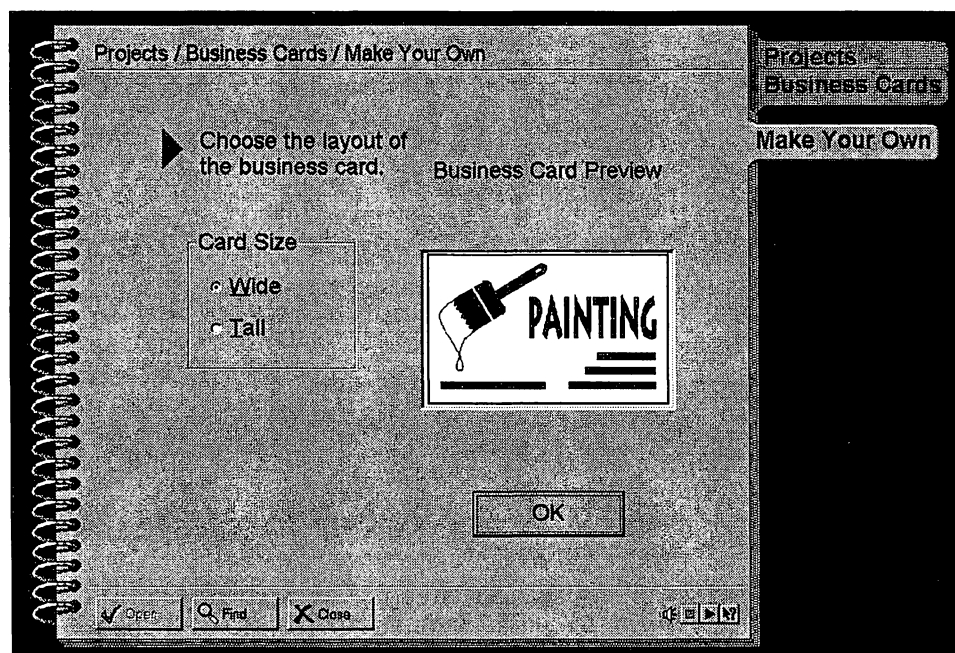 Projects / Business Cards / Make Your Own
Projects
Business Cards
Make Your Own
Choose the layout of
the business card.
Business Card Preview
Card Size
Wide
Tall
PAINTING
OK
Open
Find
Close